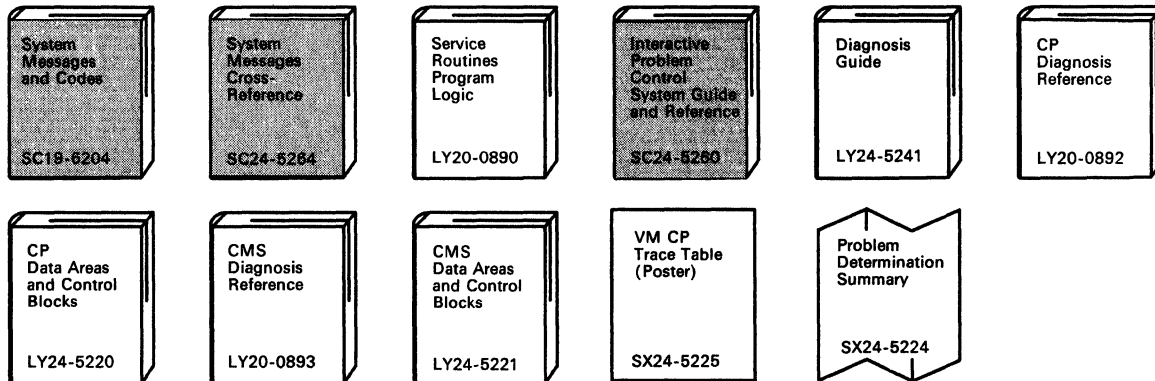 System
Messages
and Codes
SC19-6204
System
Messages
Cross-
Reference
SC24-5264
Service
Routines
Program
Logic
LY20-0890
Interactive
Problem
Control
System Guide
and Reference
SC24-5260
Diagnosis
Guide
LY24-5241
CP
Diagnosis
Reference
LY20-0892
CP
Data Areas
and Control
Blocks
LY24-5220
CMS
Diagnosis
Reference
LY20-0893
CMS
Data Areas
and Control
Blocks
LY24-5221
VM CP
Trace Table
(Poster)
SX24-5225
Problem
Determination
Summary
SX24-5224